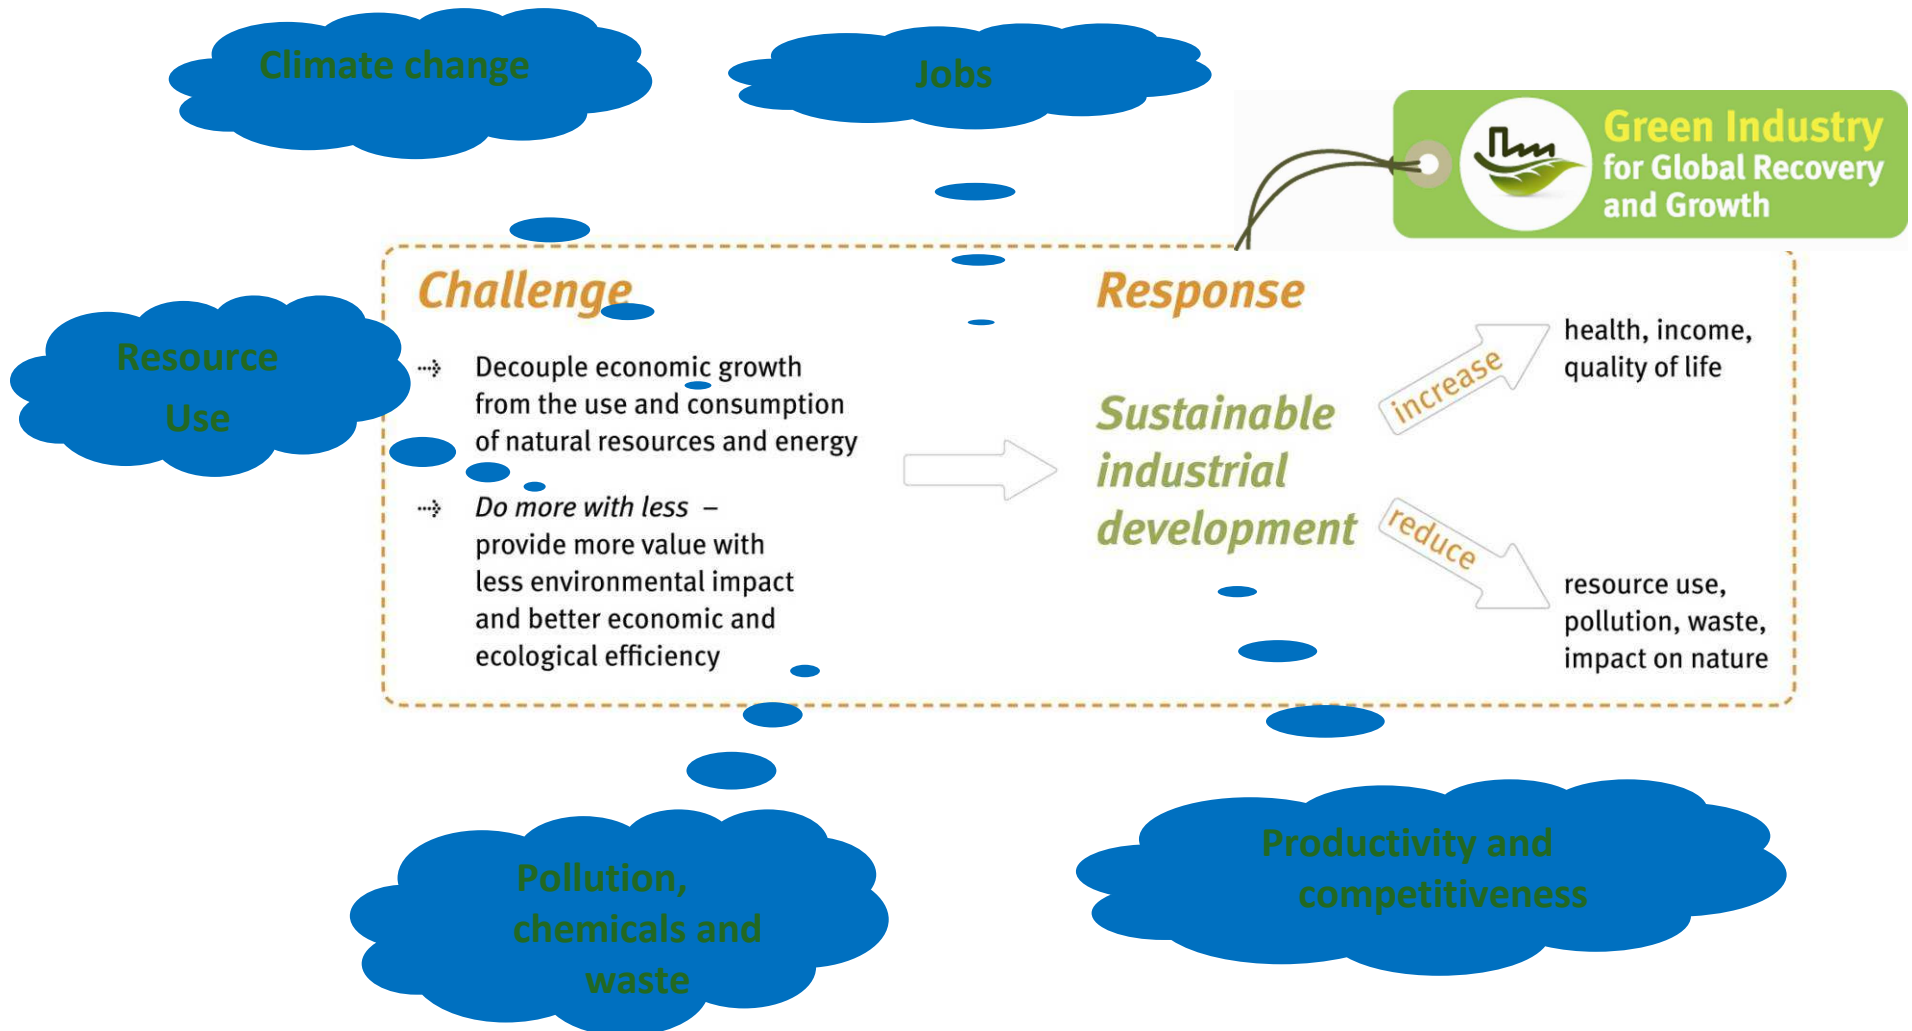 Climate change
Jobs
Green Industry
for Global Recovery
and Growth
Resource
Use
Challenge
Decouple economic growth
from the use and consumption
of natural resources and energy
Do more with less –
provide more value with
less environmental impact
and better economic and
ecological efficiency
Response
Sustainable
industrial
development
increase
health, income,
quality of life
reduce
resource use,
pollution, waste,
impact on nature
Pollution,
chemicals and
waste
Productivity and
competitiveness